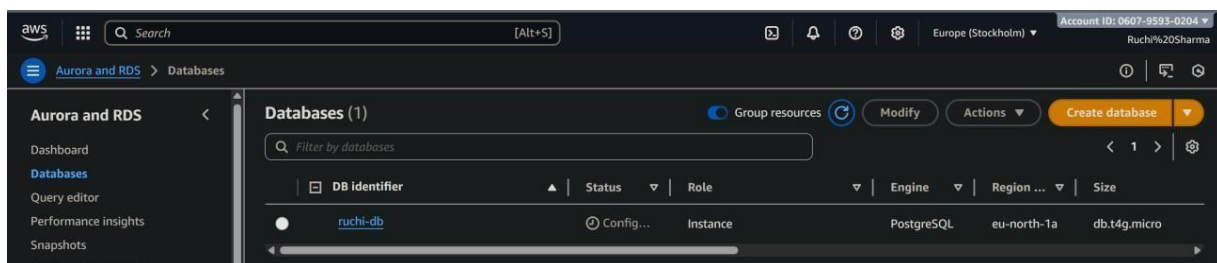 aws
Search [Alt+S] Europe (Stockholm) Account ID: 0607-9593-0204
Ruchi%20Sharma
Aurora and RDS > Databases
Aurora and RDS
Databases (1) Group resources Modify Actions Create database
Dashboard
Filter by databases < 1 >
Databases
Query editor
DB identifier Status Role Engine Region ... Size
Performance insights
ruchi-db Config... Instance PostgreSQL eu-north-1a db.t4g.micro
Snapshots